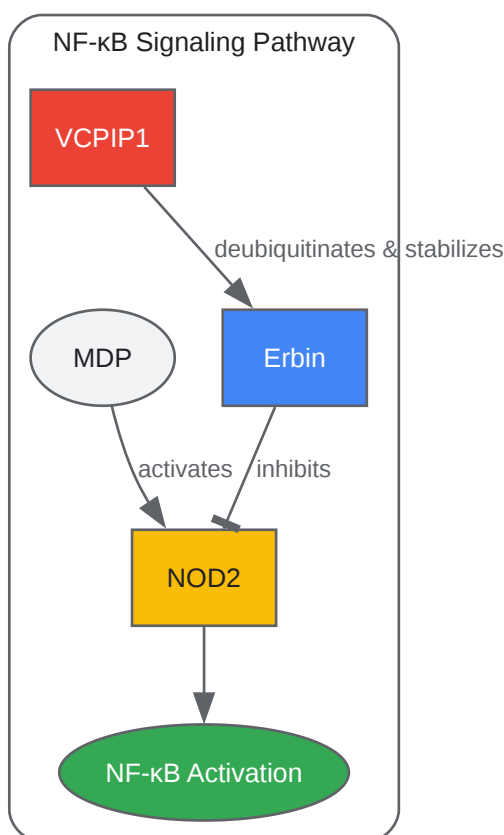 NF-κB Signaling Pathway
VCPIP1
deubiquitinates & stabilizes
MDP
Erbin
activates
inhibits
NOD2
NF-κB Activation